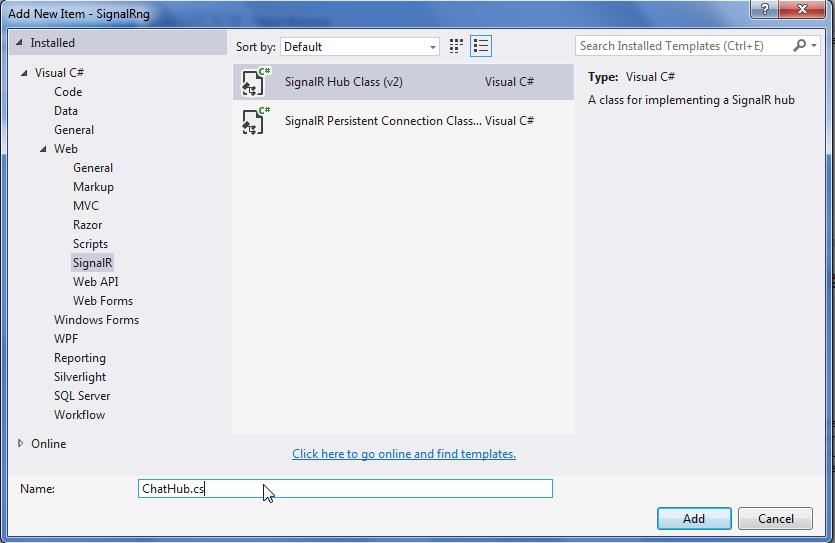 Add New Item - SignalRng
?
X
Installed
Sort by: Default
Search Installed Templates (Ctrl+E)
Visual C#
Code
Data
General
Web
General
Markup
MVC
Razor
Scripts
SignalR
Web API
Web Forms
Windows Forms
WPF
Reporting
Silverlight
SQL Server
Workflow
Online
C# SignalR Hub Class (v2) Visual C#
C# SignalR Persistent Connection Class... Visual C#
Type: Visual C#
A class for implementing a SignalR hub
Click here to go online and find templates.
Name: ChatHub.cs
Add Cancel